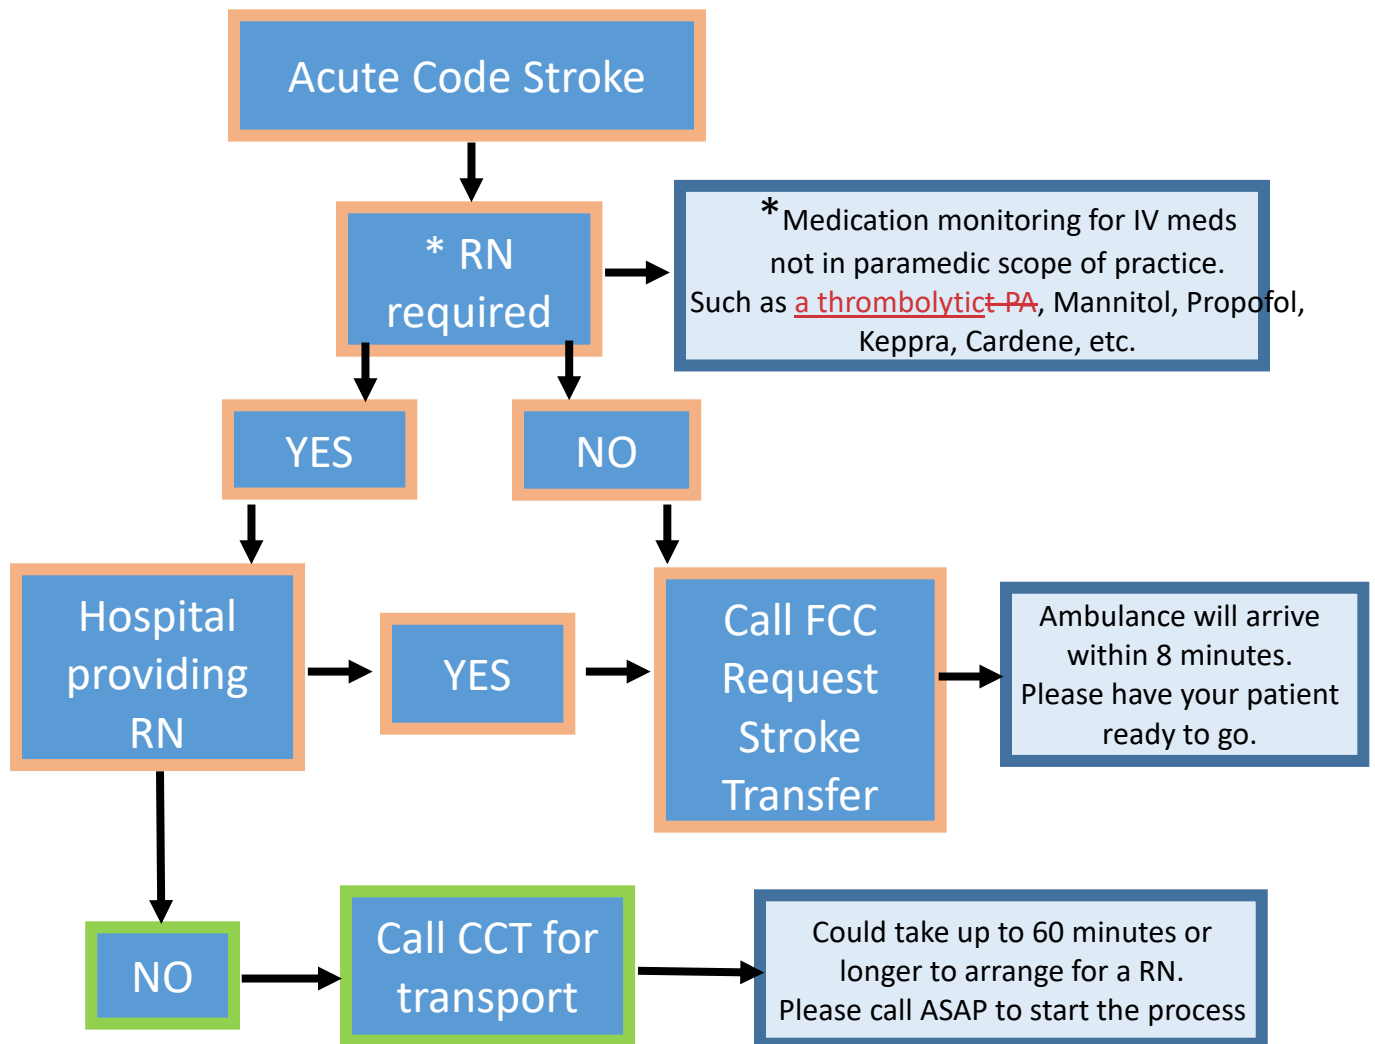 Acute Code Stroke
* RN
required
*Medication monitoring for IV meds
not in paramedic scope of practice.
Such as a thrombolytict-PA, Mannitol, Propofol,
Keppra, Cardene, etc.
YES
NO
Hospital
providing
RN
YES
Call FCC
Request
Stroke
Transfer
Ambulance will arrive
within 8 minutes.
Please have your patient
ready to go.
NO
Call CCT for
transport
Could take up to 60 minutes or
longer to arrange for a RN.
Please call ASAP to start the process